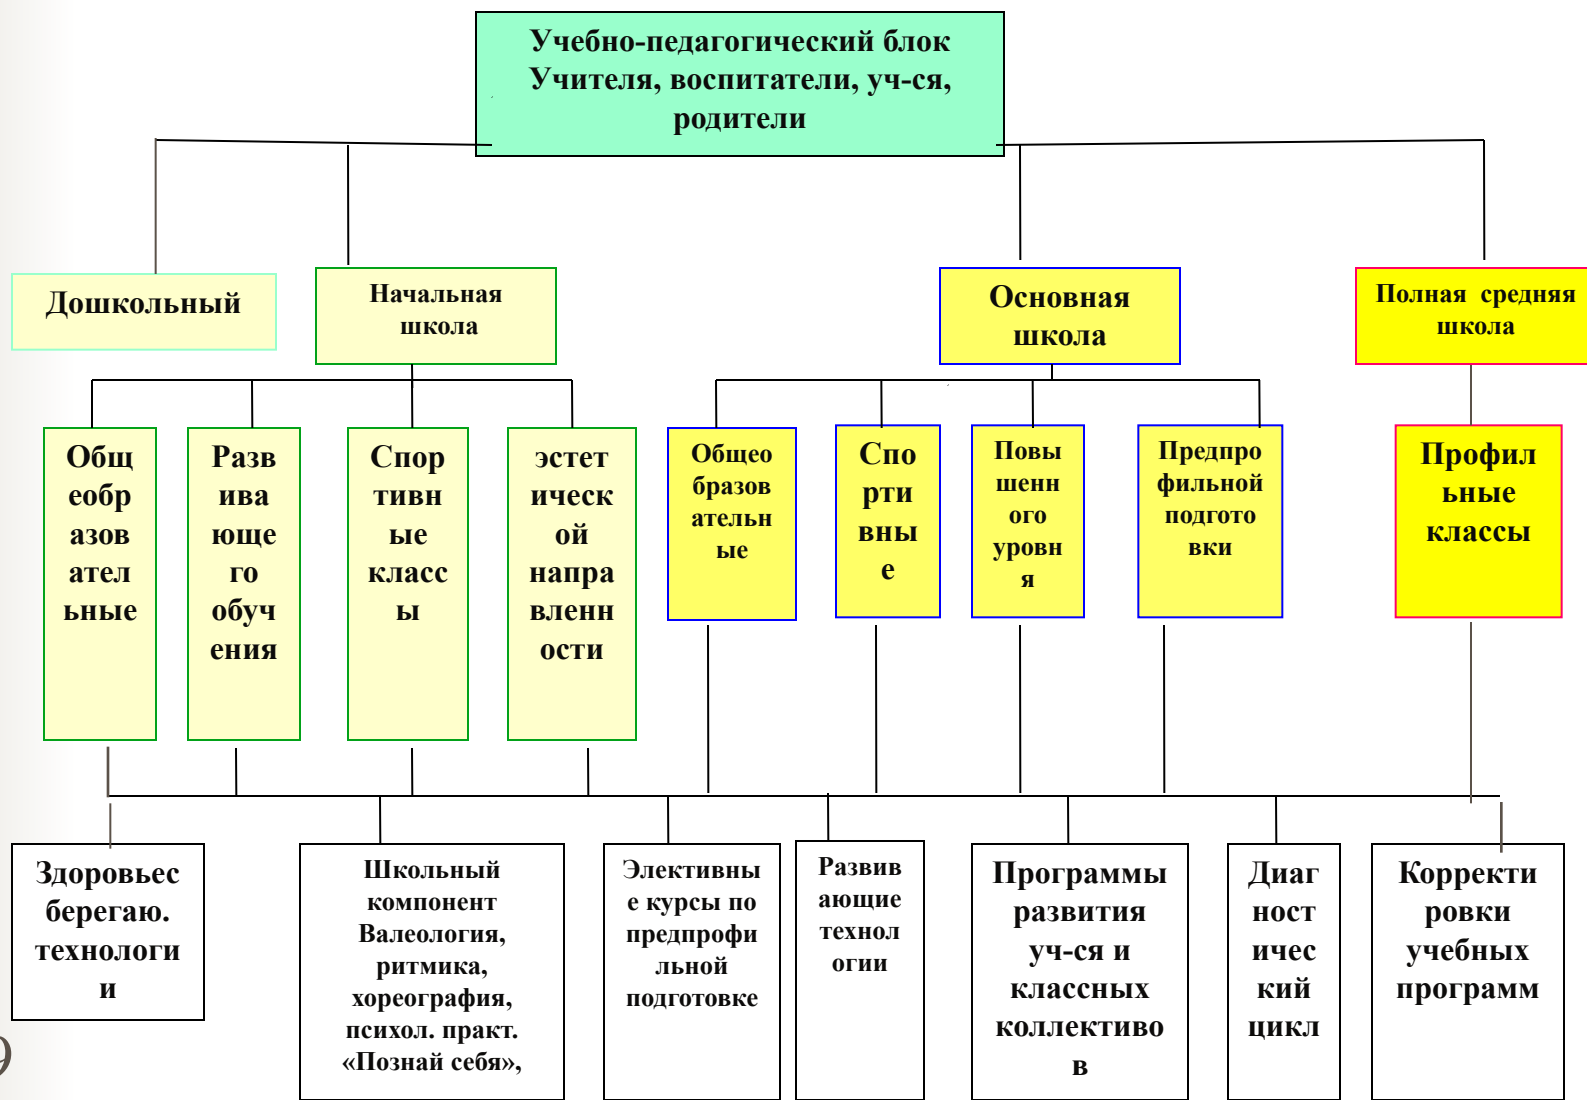 Учебно-педагогический блок
Учителя, воспитатели, уч-ся,
родители
Дошкольный
Начальная
школа
Основная
школа
Полная средняя
школа
Общ
еобр
азов
ател
ьные
Разв
ива
юще
го
обуч
ения
Спор
тивн
ые
класс
ы
эстет
ическ
ой
напра
вленн
ости
Общео
бразов
ательн
ые
Спо
рти
вны
е
Повы
шенн
ого
уровн
я
Предпро
фильной
подгото
вки
Профил
ьные
классы
Здоровьес
берегаю.
технологи
и
Школьный
компонент
Валеология,
ритмика,
хореография,
психол. практ.
«Познай себя»,
Элективны
е курсы по
предпрофи
льной
подготовке
Развив
ающие
технол
огии
Программы
развития
уч-ся и
классных
коллективо
в
Диаг
ност
ичес
кий
цикл
Корректи
ровки
учебных
программ
9